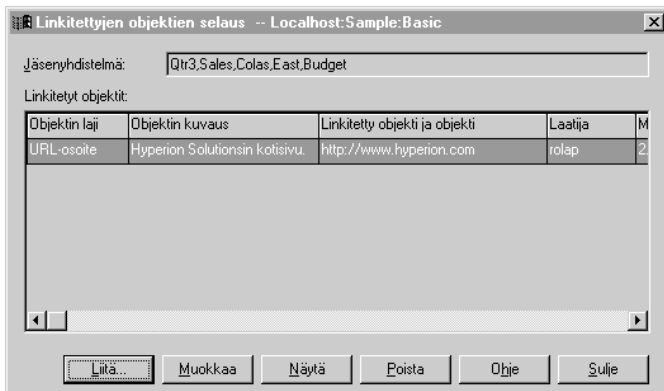 Linkitettyjen objektien selaus -- Localhost:Sample:Basic
Jäsenyhdistelmä: Qtr3,Sales,Colas,East,Budget
Linkitetyt objektit:
Objektin laji Objektin kuvaus Linkitetty objekti ja objekti Laatija M
URL-osoite Hyperion Solutionsin kotisivu. http://www.hyperion.com rolap 2.
Liitä... Muokkaa Näytä Poista Ohje Sulje